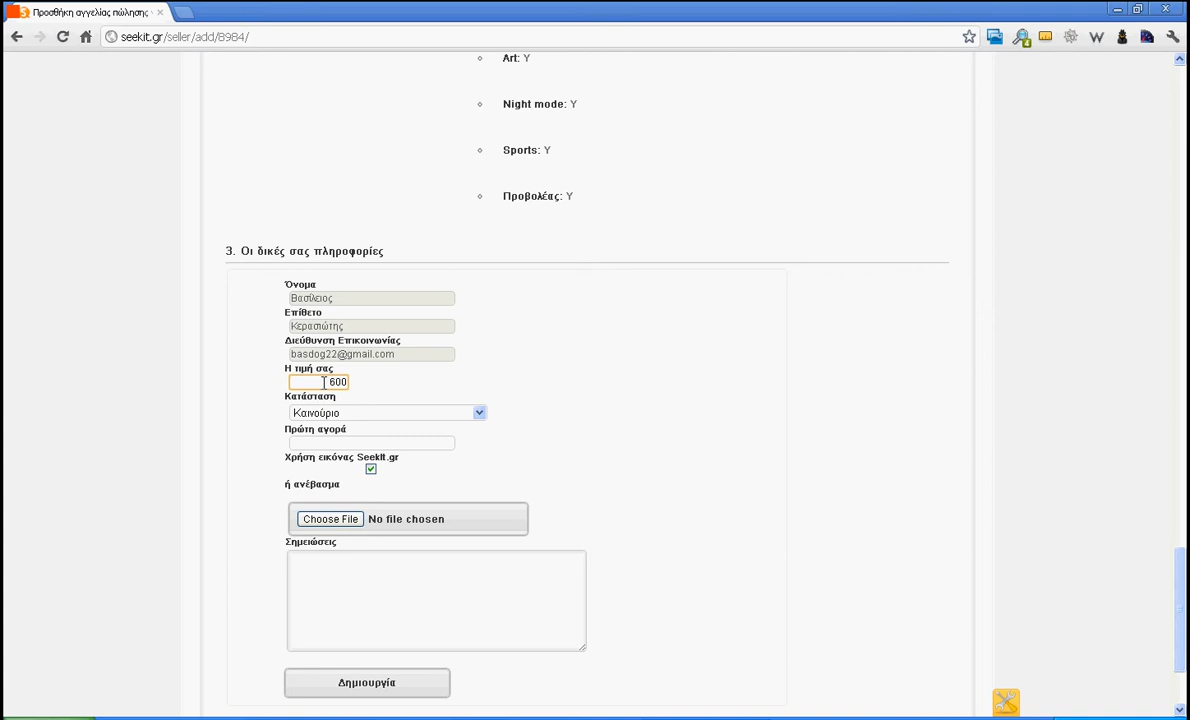 Προσθήκη αγγελίας πώλησης
seekit.gr/seller/add/8984/
Art: Y
Night mode: Y
Sports: Y
Προβολέας: Y
3. Οι δικές σας πληροφορίες
Όνομα
Βασίλειος
Επίθετο
Κερασιώτης
Διεύθυνση Επικοινωνίας
basdog22@gmail.com
Η τιμή σας
600
Κατάσταση
Καινούριο
Πρώτη αγορά
Χρήση εικόνας SeekIt.gr
ή ανέβασμα
Choose File No file chosen
Σημειώσεις
Δημιουργία